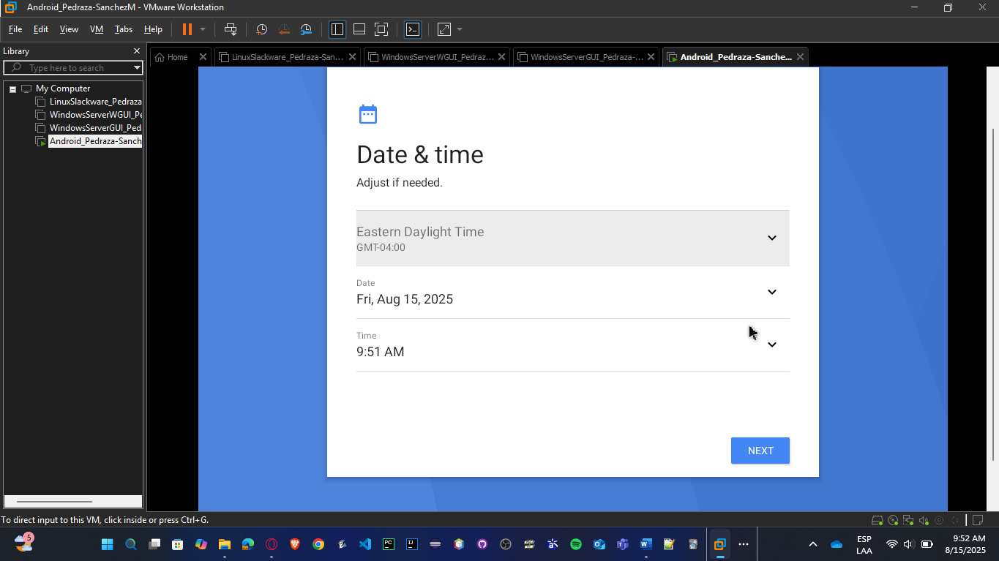 Android_Pedraza-SanchezM - VMware Workstation
File Edit View VM Tabs Help
Library
Home
LinuxSlackware_Pedraza-San...
WindowsServerWGUI_Pedraz...
WindowsServerGUI_Pedraza-...
Android_Pedraza-Sanche...
Type here to search
My Computer
LinuxSlackware_Pedraza
WindowsServerWGUI_Pe
WindowsServerGUI_Ped
Android_Pedraza-Sanch
Date & time
Adjust if needed.
Eastern Daylight Time
GMT-04:00
Date
Fri, Aug 15, 2025
Time
9:51 AM
NEXT
To direct input to this VM, click inside or press Ctrl+G.
5
PC
IJ
ESP
LAA
9:52 AM
8/15/2025